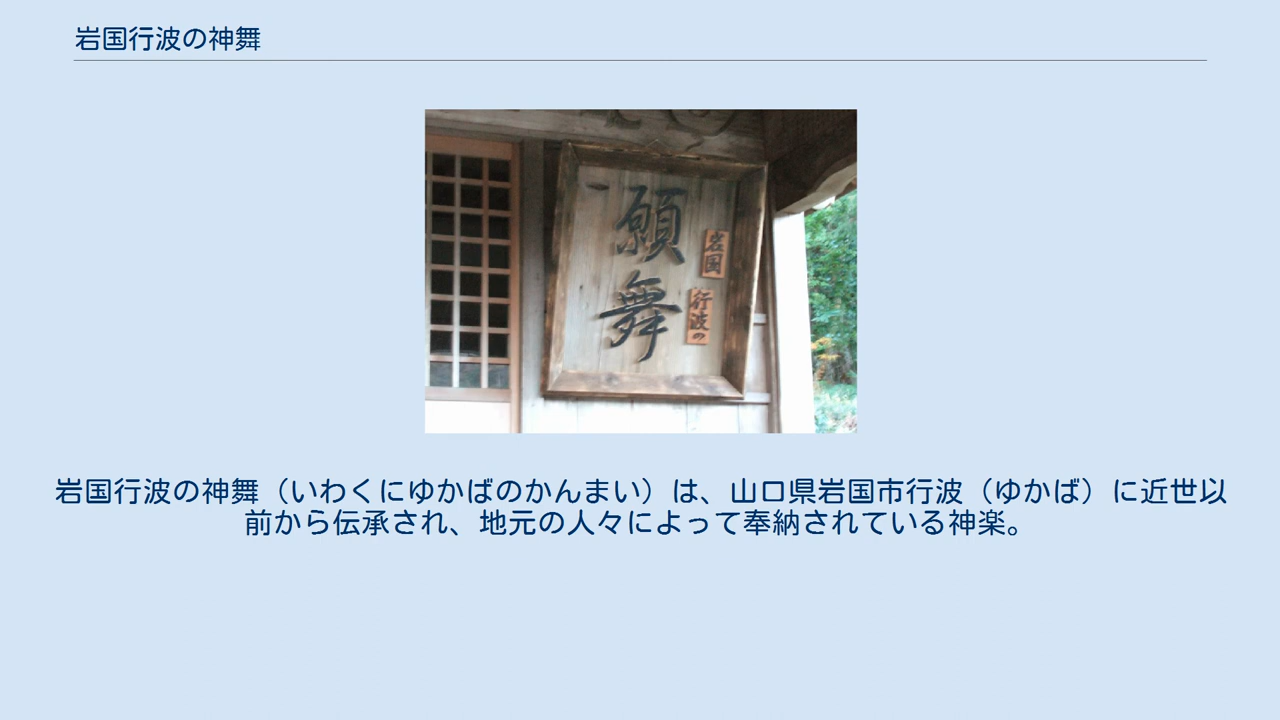 岩国行波の神舞
願舞
岩国
行波の
岩国行波の神舞（いわくにゆかばのかんまい）は、山口県岩国市行波（ゆかば）に近世以
前から伝承され、地元の人々によって奉納されている神楽。